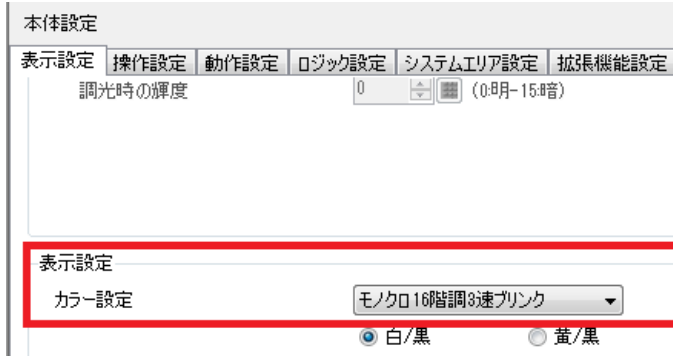 本体設定
表示設定 操作設定 動作設定 ロジック設定 システムエリア設定 拡張機能設定
調光時の輝度 0 (0:明-15:暗)
表示設定
カラー設定 モノクロ16階調3速ブリンク
白/黒 黄/黒